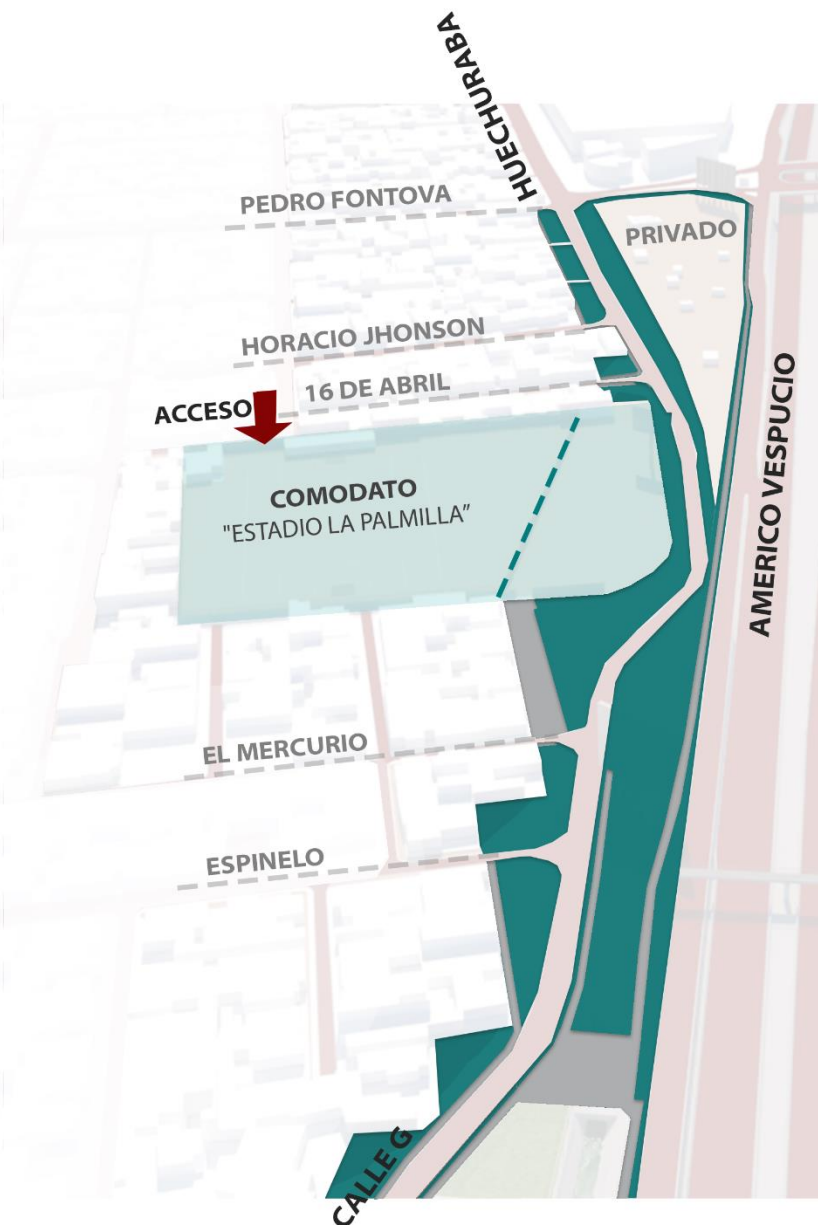 HUECHURABA
PEDRO FONTOVA
PRIVADO
HORACIO JHONSON
16 DE ABRIL
ACCESO
AMERICO VESPUCIO
COMODATO
"ESTADIO LA PALMILLA”
EL MERCURIO
ESPINELO
CALLE G